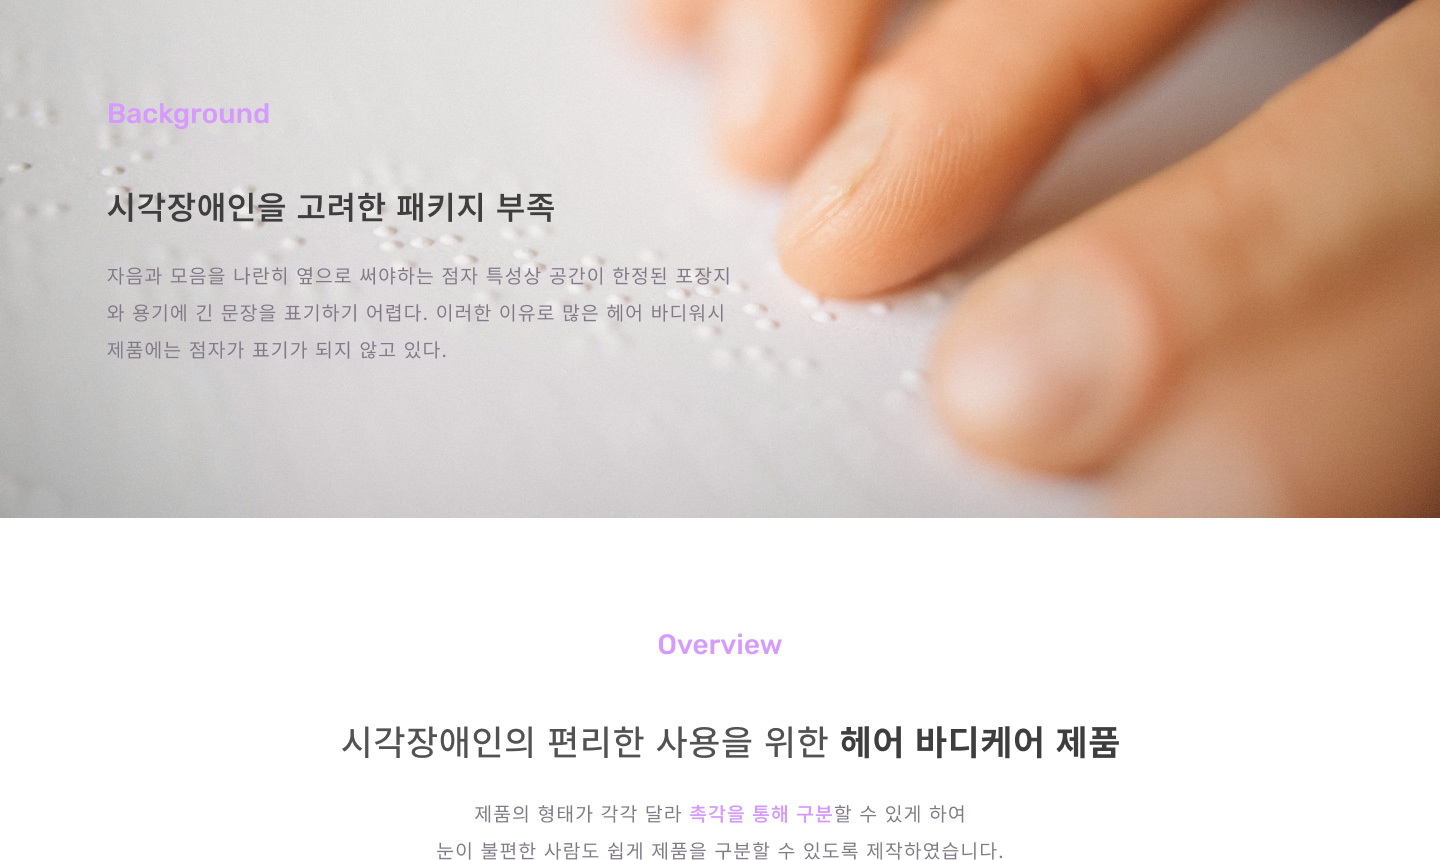 Background
시각장애인을 고려한 패키지 부족
자음과 모음을 나란히 옆으로 써야하는 점자 특성상 공간이 한정된 포장지
와 용기에 긴 문장을 표기하기 어렵다. 이러한 이유로 많은 헤어 바디워시
제품에는 점자가 표기가 되지 않고 있다.
Overview
시각장애인의 편리한 사용을 위한 헤어 바디케어 제품
제품의 형태가 각각 달라 촉각을 통해 구분할 수 있게 하여
눈이 불편한 사람도 쉽게 제품을 구분할 수 있도록 제작하였습니다.